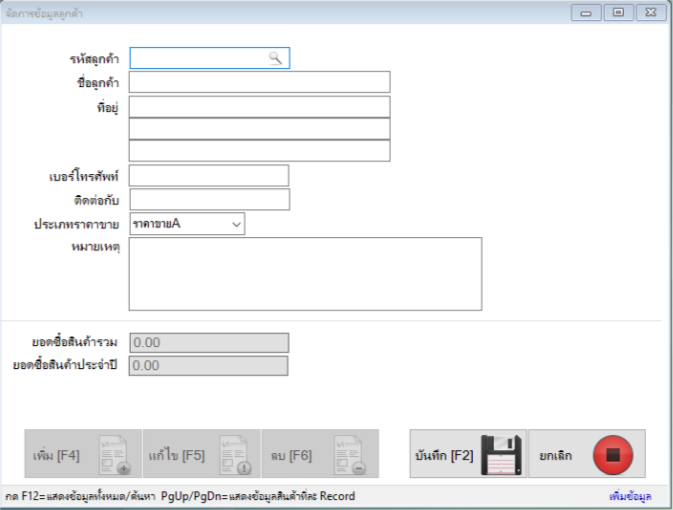 จัดการข้อมูลลูกค้า
รหัสลูกค้า
ชื่อลูกค้า
ที่อยู่
เบอร์โทรศัพท์
ติดต่อกับ
ประเภทราคาขาย ราคาขายA
หมายเหตุ
ยอดซื้อสินค้ารวม 0.00
ยอดซื้อสินค้าประจำปี 0.00
เพิ่ม [F4] แก้ไข [F5] ลบ [F6] บันทึก [F2] ยกเลิก
กด F12=แสดงข้อมูลทั้งหมด/ค้นหา PgUp/PgDn=แสดงข้อมูลสินค้าทีละ Record เพิ่มข้อมูล